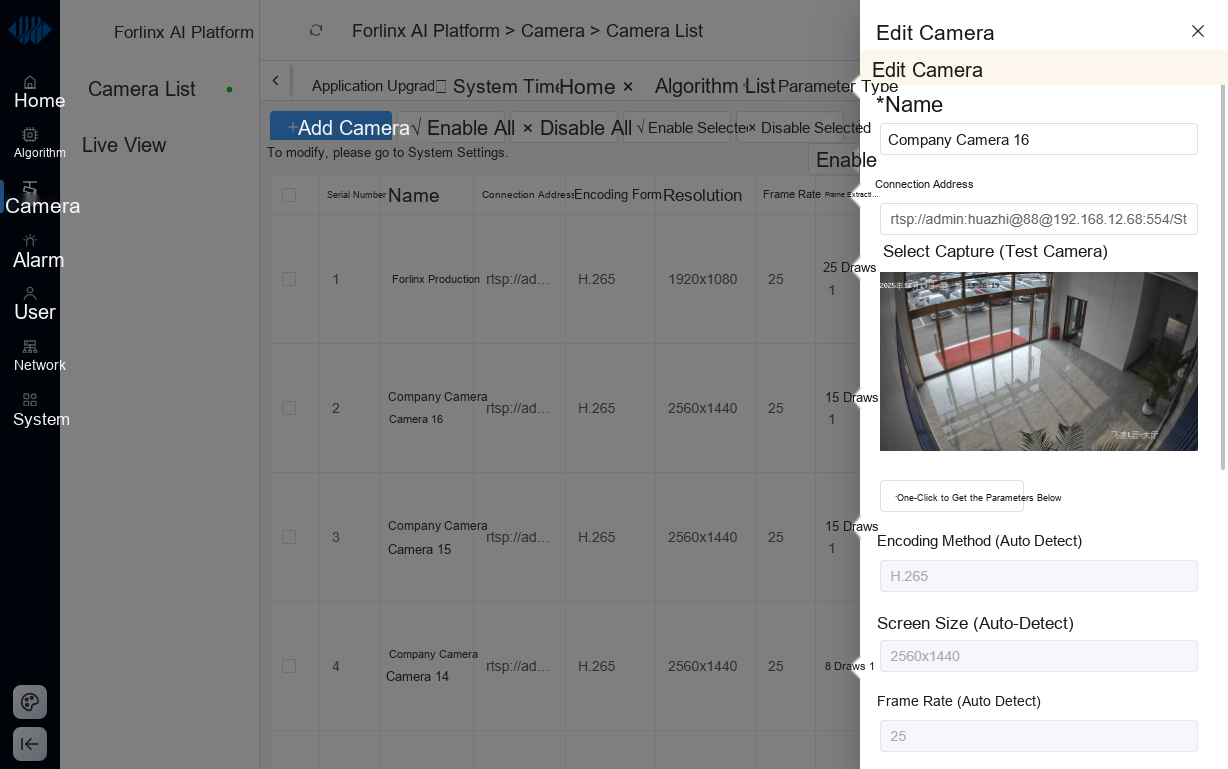 Forlinx AI Platform
Home
Algorithm
Camera
Alarm
User
Network
System
Camera List
Live View
Forlinx AI Platform > Camera > Camera List
Application Upgrad
System Time
Home ×
Algorithm List
Parameter Type
+Add Camera
√ Enable All
× Disable All
√ Enable Selected
× Disable Selected
To modify, please go to System Settings.
Enable
Serial Number
Name
Connection Address
Encoding Form
Resolution
Frame Rate
Frame Extracti...
1
Forlinx Production
rtsp://ad...
H.265
1920x1080
25
25 Draws
1
2
Company Camera
Camera 16
rtsp://ad...
H.265
2560x1440
25
15 Draws
1
3
Company Camera
Camera 15
rtsp://ad...
H.265
2560x1440
25
15 Draws
1
4
Company Camera
Camera 14
rtsp://ad...
H.265
2560x1440
25
8 Draws 1
Edit Camera
Edit Camera
*Name
Company Camera 16
Connection Address
rtsp://admin:huazhi@88@192.168.12.68:554/St
Select Capture (Test Camera)
One-Click to Get the Parameters Below
Encoding Method (Auto Detect)
H.265
Screen Size (Auto-Detect)
2560x1440
Frame Rate (Auto Detect)
25